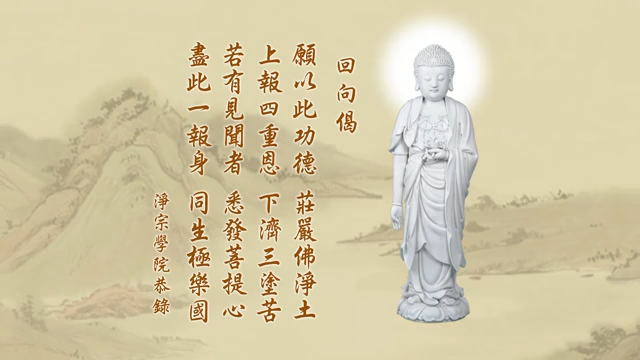 回向偈
願以此功德 莊嚴佛淨土
上報四重恩 下濟三塗苦
若有見聞者 悉發菩提心
盡此一報身 同生極樂國
淨宗學院恭錄